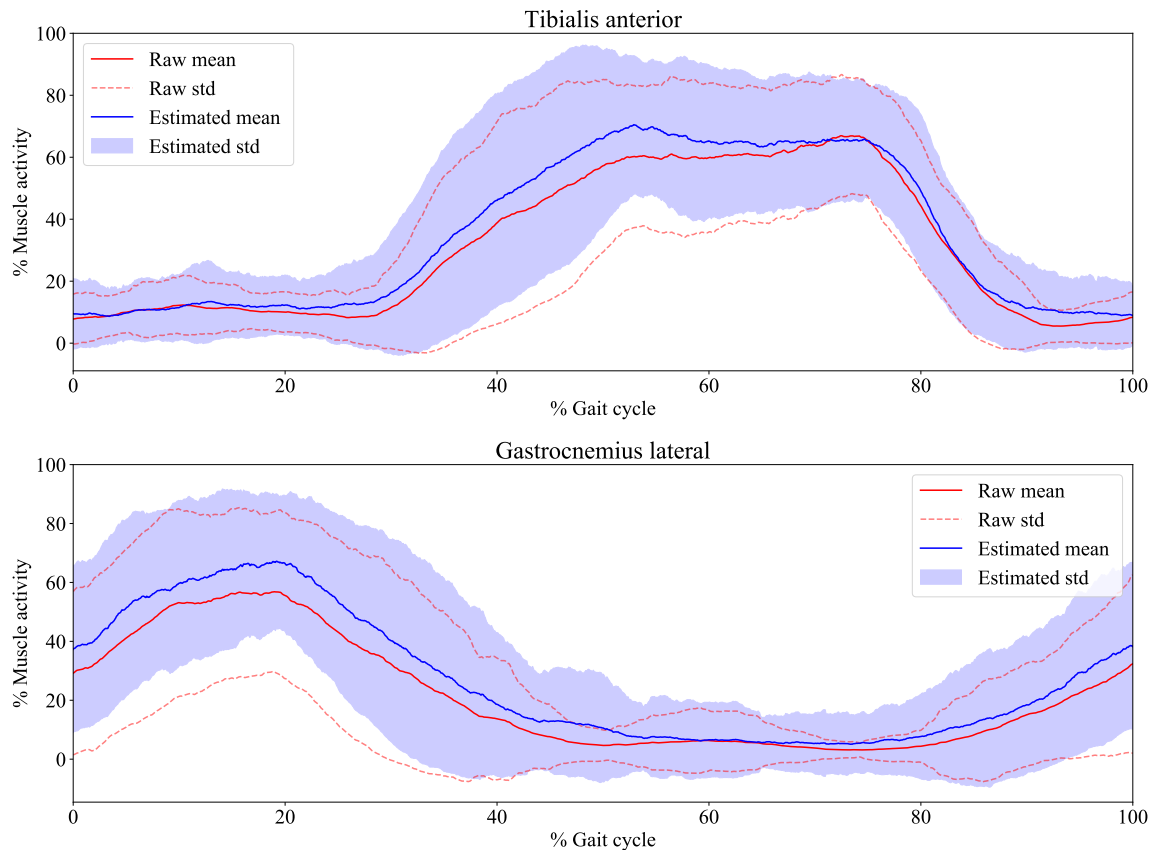 Tibialis anterior
100
80
60
40
20
0
% Muscle activity
Raw mean
Raw std
Estimated mean
Estimated std
0 20 40 60 80 100
% Gait cycle
Gastrocnemius lateral
100
80
60
40
20
0
% Muscle activity
Raw mean
Raw std
Estimated mean
Estimated std
0 20 40 60 80 100
% Gait cycle